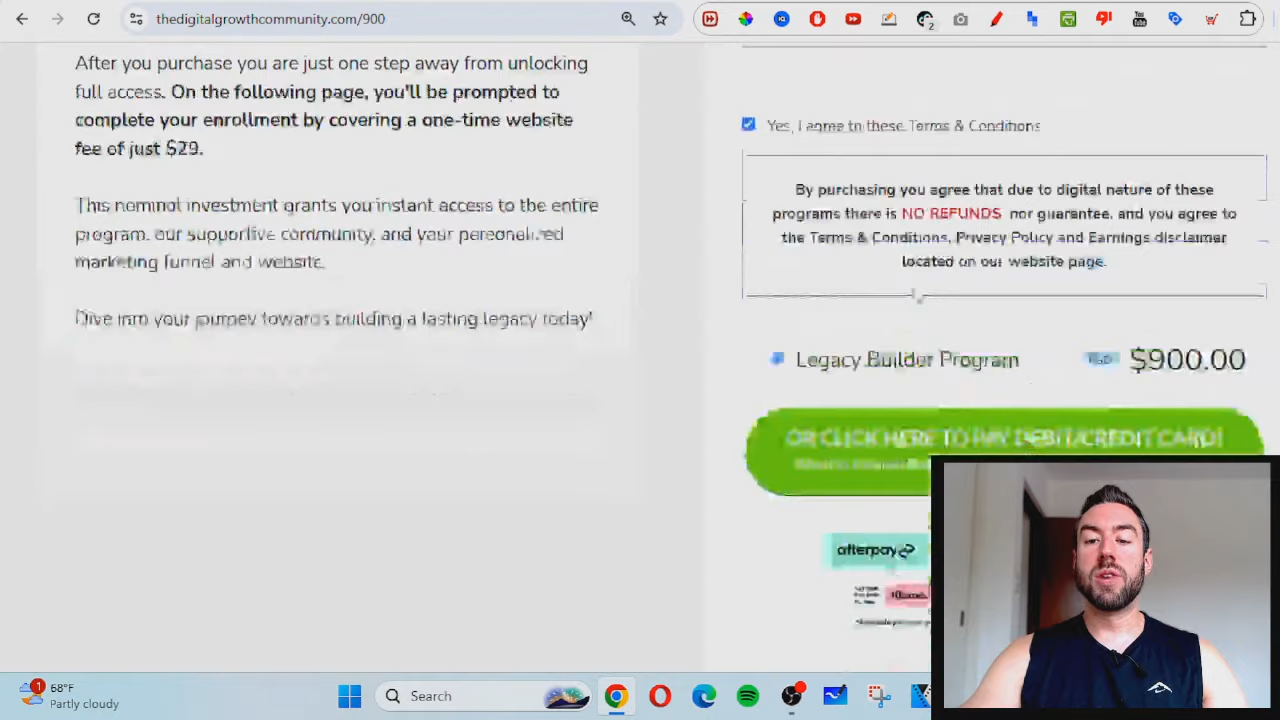 thedigitalgrowthcommunity.com/900
2
After you purchase you are just one step away from unlocking
full access. On the following page, you'll be prompted to
complete your enrollment by covering a one-time website
fee of just $29.
This nominal investment grants you instant access to the entire
program, our supportive community, and your personalized
marketing funnel and website.
Dive into your journey towards building a lasting legacy today!
Yes, I agree to these Terms & Conditions
By purchasing you agree that due to digital nature of these
programs there is NO REFUNDS nor guarantee, and you agree to
the Terms & Conditions, Privacy Policy and Earnings disclaimer
located on our website page.
Legacy Builder Program
$900.00
OR CLICK HERE TO PAY DEBIT/CREDIT CARD!
afterpay
1
68°F
Partly cloudy
Search